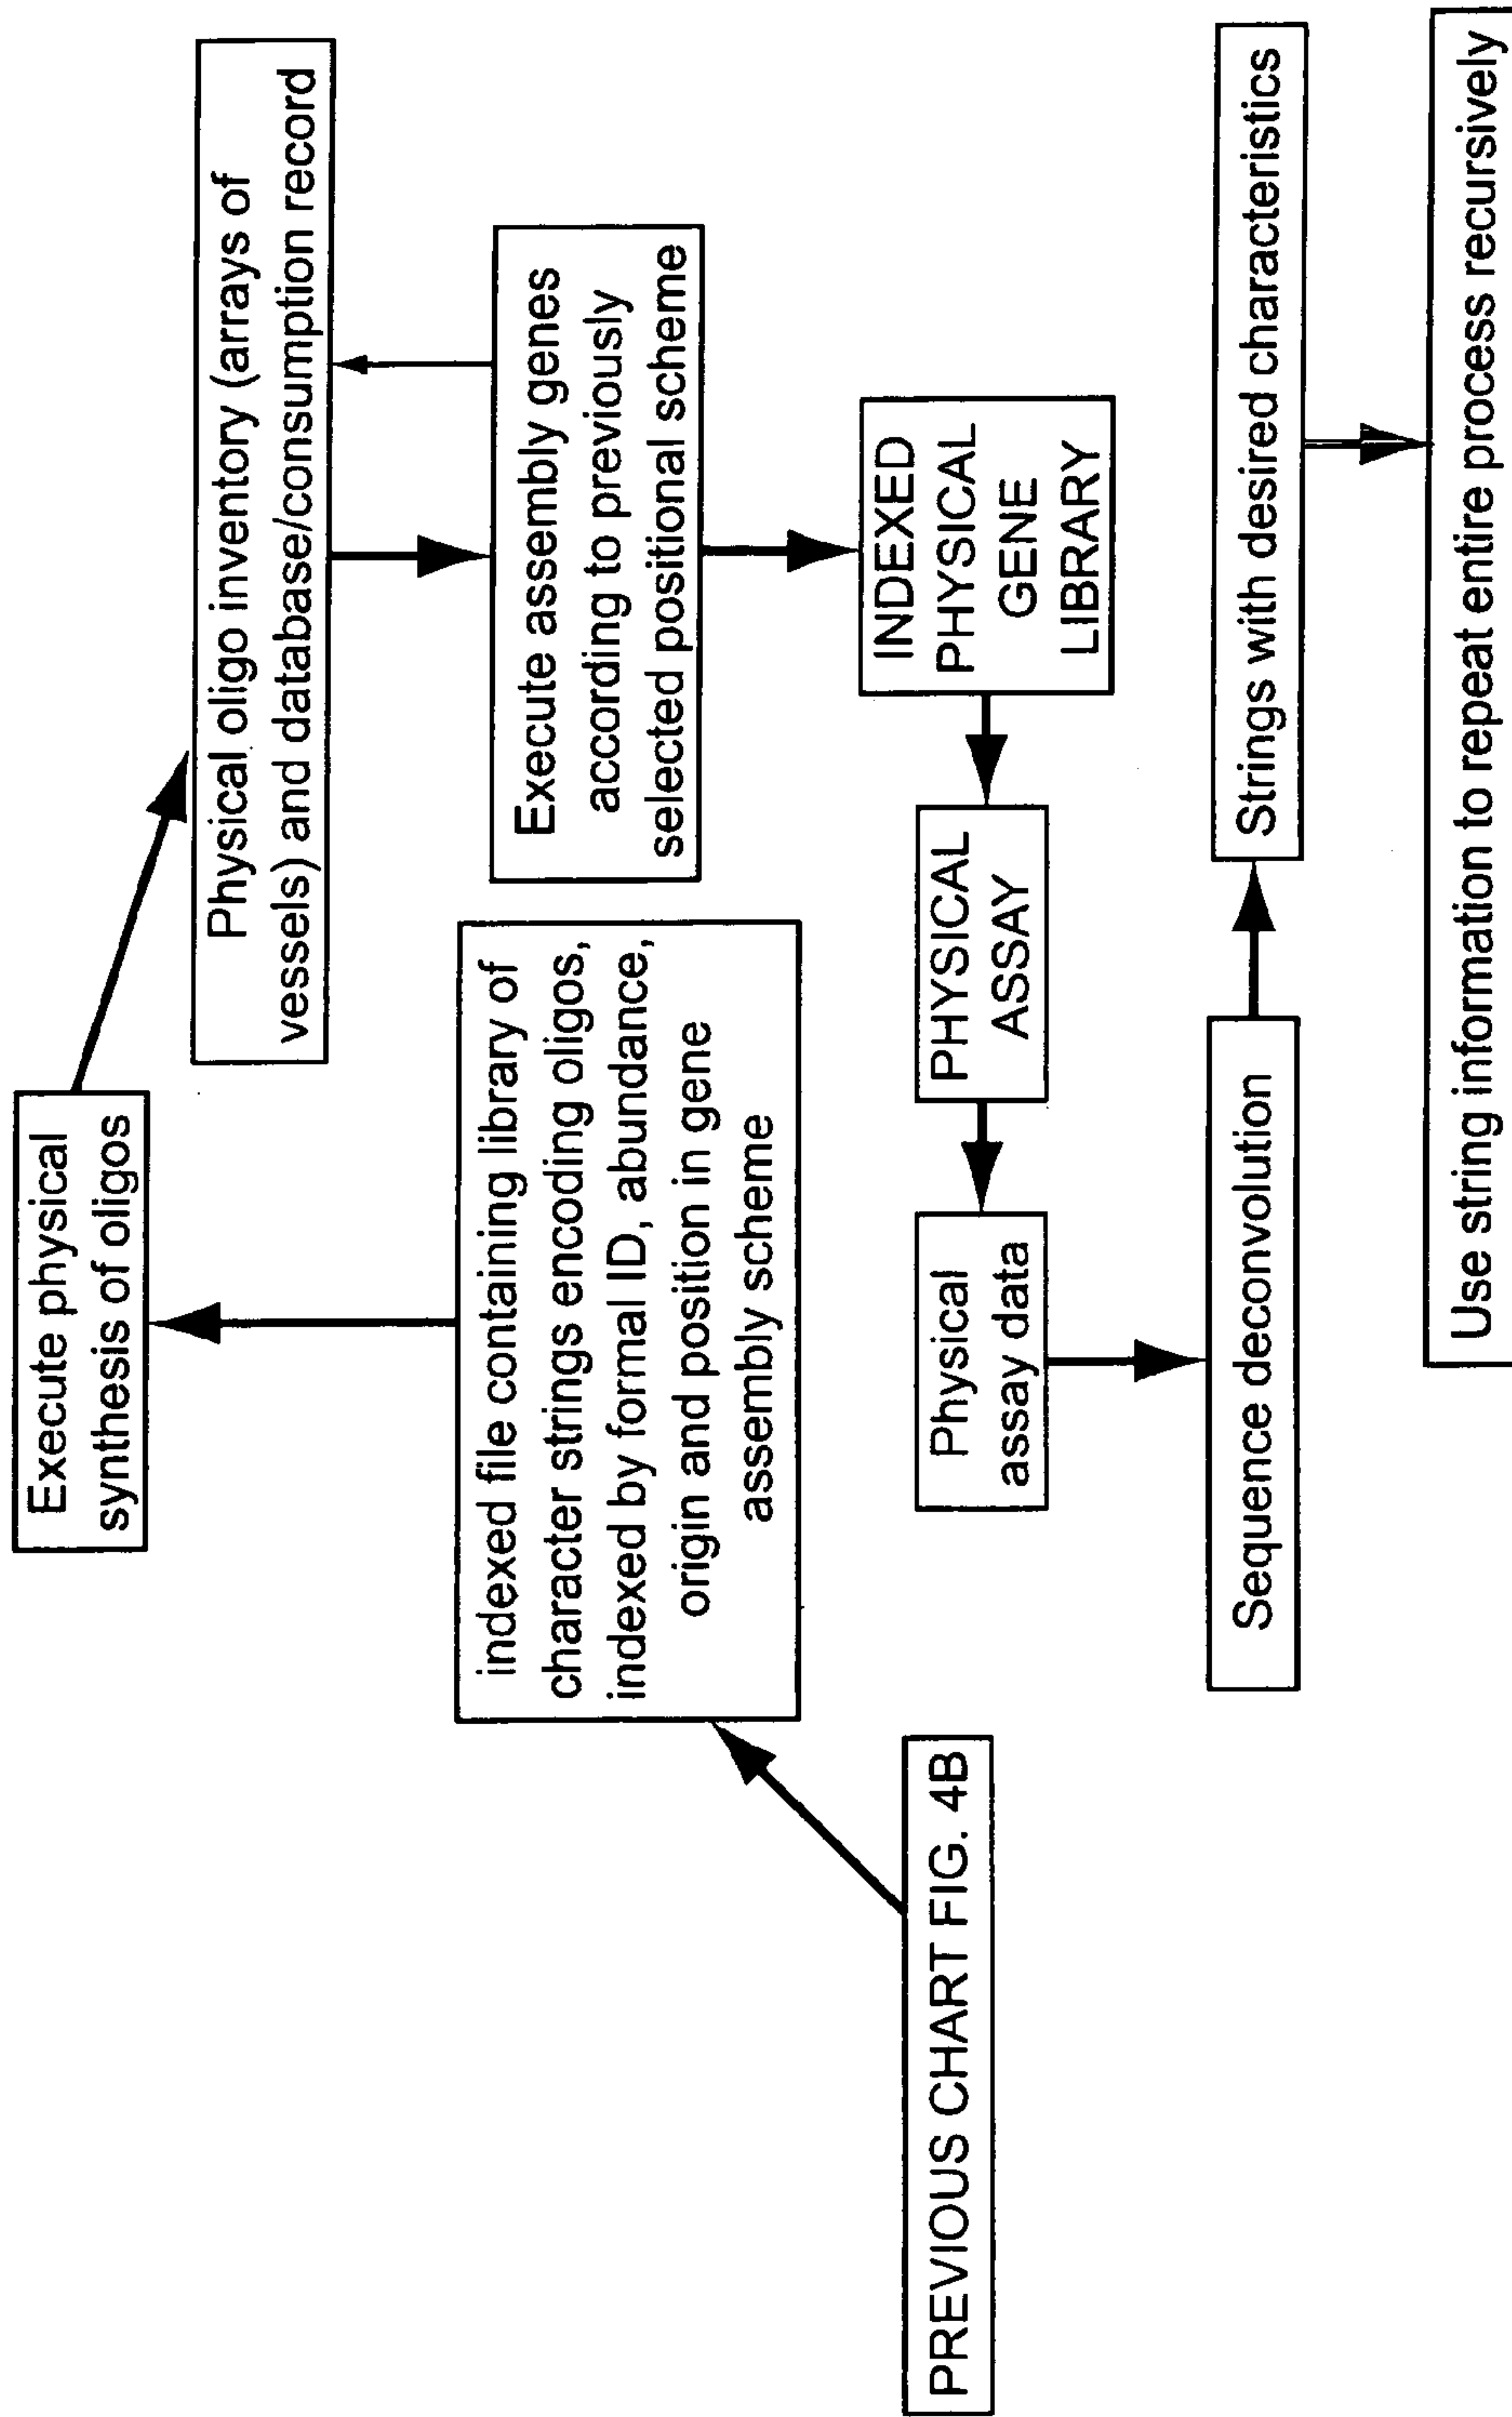 Execute physical
synthesis of oligos
Physical oligo inventory (arrays of
vessels) and database/consumption record
indexed file containing library of
character strings encoding oligos,
indexed by formal ID, abundance,
origin and position in gene
assembly scheme
Execute assembly genes
according to previously
selected positional scheme
PREVIOUS CHART FIG. 4B
Physical
assay data
PHYSICAL
ASSAY
INDEXED
PHYSICAL
GENE
LIBRARY
Sequence deconvolution
Strings with desired characteristics
Use string information to repeat entire process recursively